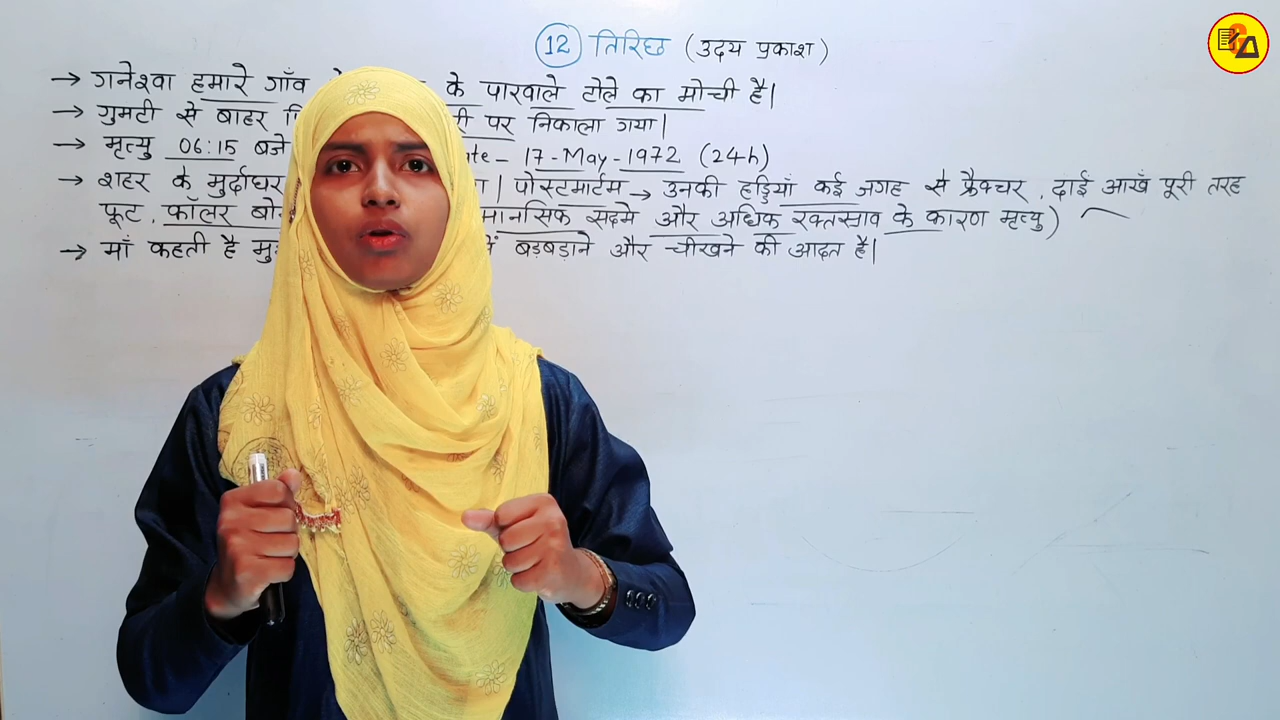 12 तिरिछ (उदय प्रकाश)
→ गनेश्वा हमारे गाँव के पारवाले टोले का मोची है|
→ गुमटी से बाहर पर निकाला गया|
→ मृत्यु 06:15 बजे - 17-May-1972 (24h)
→ शहर के मुर्दाघर | पोस्टमार्टम → उनकी हड्डियाँ कई जगह से फ्रैक्चर, दाई आखँ पूरी तरह
फूट, कॉलर मानसिक सदमे और अधिक रक्तस्त्राव के कारण मृत्यु)
→ माँ कहती है बड़बड़ाने और चीखने की आदत है|